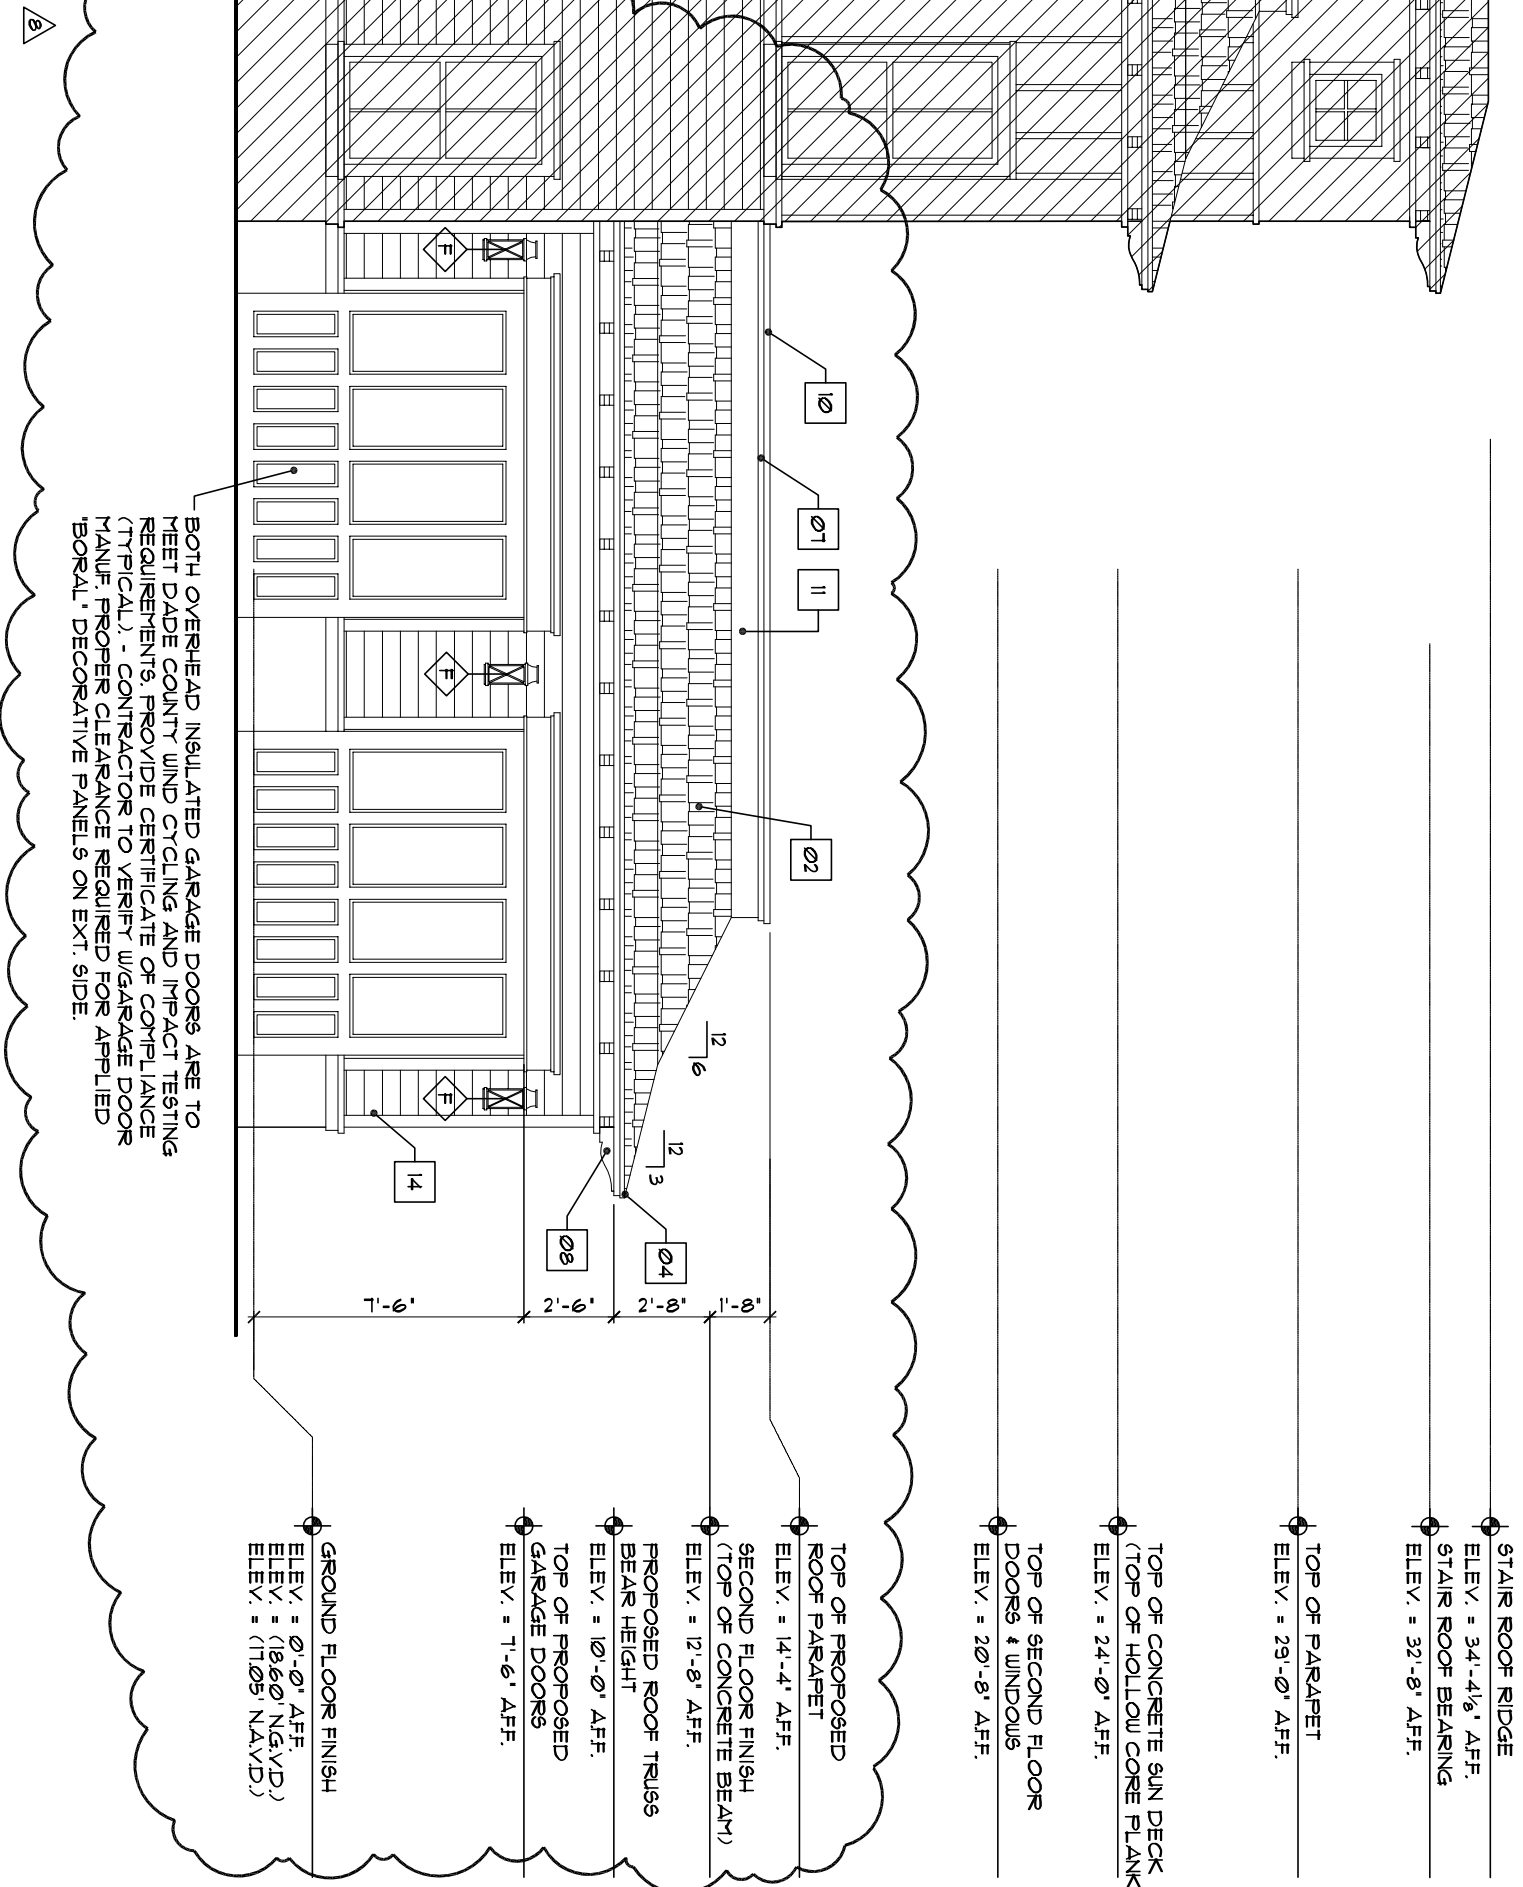 STAIR ROOF RIDGE
ELEV. = 34'-4⅛" A.F.F.
STAIR ROOF BEARING
ELEV. = 32'-8" A.F.F.
TOP OF PARAPET
ELEV. = 29'-0" A.F.F.
TOP OF CONCRETE SUN DECK
(TOP OF HOLLOW CORE PLANK
ELEV. = 24'-0" A.F.F.
TOP OF SECOND FLOOR
DOORS & WINDOWS
ELEV. = 20'-8" A.F.F.
TOP OF PROPOSED
ROOF PARAPET
ELEV. = 14'-4" A.F.F.
SECOND FLOOR FINISH
(TOP OF CONCRETE BEAM)
ELEV. = 12'-8" A.F.F.
PROPOSED ROOF TRUSS
BEAR HEIGHT
ELEV. = 10'-0" A.F.F.
TOP OF PROPOSED
GARAGE DOORS
ELEV. = 7'-6" A.F.F.
GROUND FLOOR FINISH
ELEV. = 0'-0" A.F.F.
ELEV. = (18.60' N.G.V.D.)
ELEV. = (17.05' N.A.V.D.)
10
07
11
02
12
6
12
3
04
08
14
1'-8"
2'-8"
2'-6"
7'-6"
F
F
F
BOTH OVERHEAD INSULATED GARAGE DOORS ARE TO
MEET DADE COUNTY WIND CYCLING AND IMPACT TESTING
REQUIREMENTS. PROVIDE CERTIFICATE OF COMPLIANCE
(TYPICAL). - CONTRACTOR TO VERIFY W/GARAGE DOOR
MANUF. PROPER CLEARANCE REQUIRED FOR APPLIED
"BORAL" DECORATIVE PANELS ON EXT. SIDE.
8